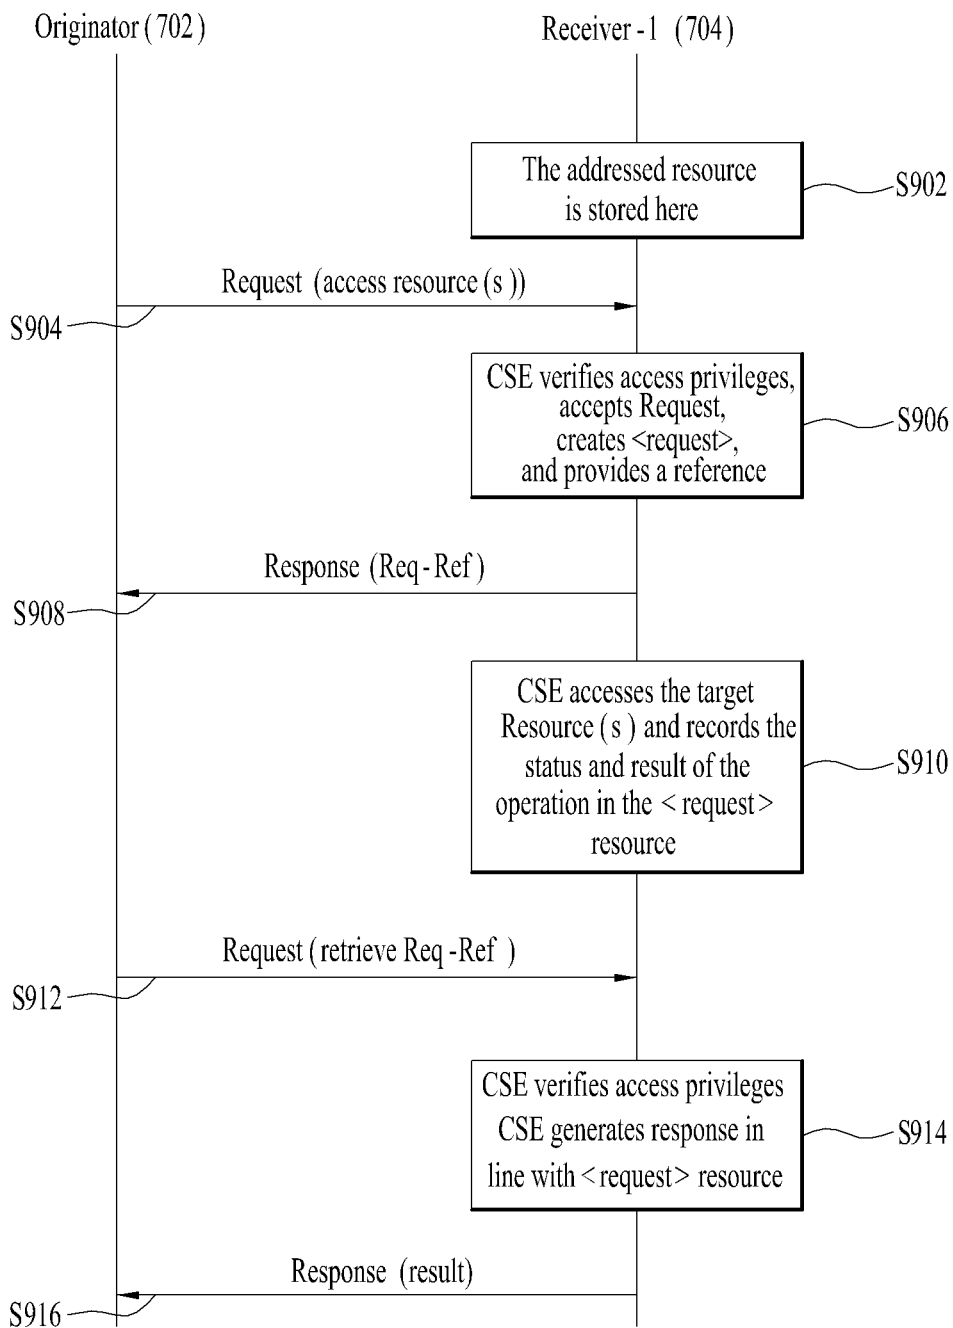 Originator (702)
Receiver-1 (704)
The addressed resource
is stored here
S902
Request (access resource(s))
S904
CSE verifies access privileges,
accepts Request,
creates <request>,
and provides a reference
S906
Response (Req-Ref)
S908
CSE accesses the target
Resource(s) and records the
status and result of the
operation in the <request>
resource
S910
Request (retrieve Req-Ref)
S912
CSE verifies access privileges
CSE generates response in
line with <request> resource
S914
Response (result)
S916